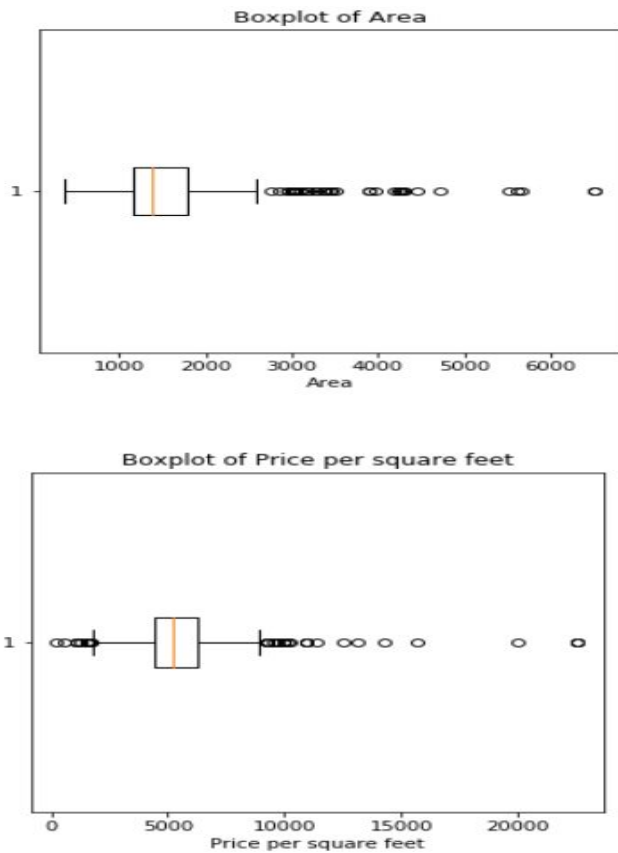 Boxplot of Area
1
1000 2000 3000 4000 5000 6000
Area
Boxplot of Price per square feet
1
0 5000 10000 15000 20000
Price per square feet